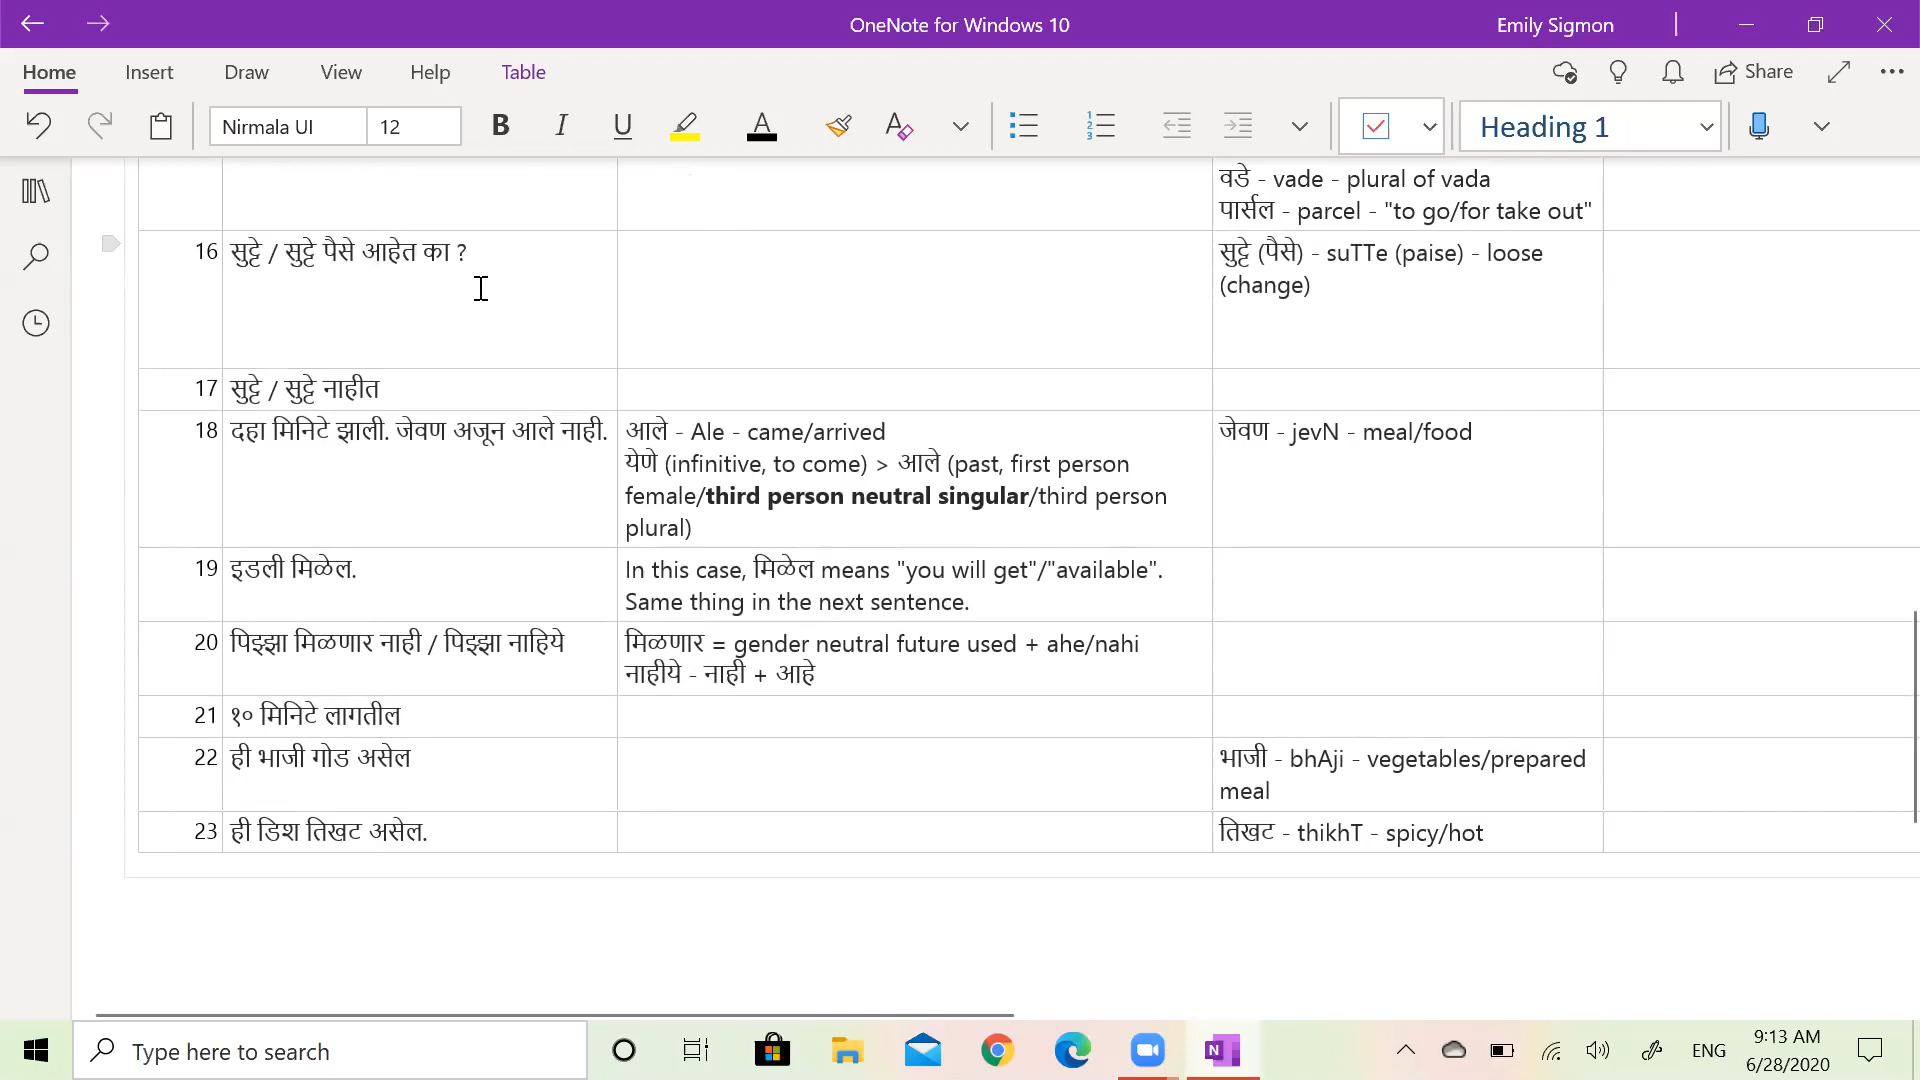 OneNote for Windows 10
Emily Sigmon
Home Insert Draw View Help Table
Share
Nirmala UI 12
B I U A A
Heading 1
वडे - vade - plural of vada
पार्सल - parcel - "to go/for take out"
16 सुट्टे / सुट्टे पैसे आहेत का ?
सुट्टे (पैसे) - suTTe (paise) - loose
(change)
17 सुट्टे / सुट्टे नाहीत
18 दहा मिनिटे झाली. जेवण अजून आले नाही.
आले - Ale - came/arrived
येणे (infinitive, to come) > आले (past, first person
female/third person neutral singular/third person
plural)
जेवण - jevN - meal/food
19 इडली मिळेल.
In this case, मिळेल means "you will get"/"available".
Same thing in the next sentence.
20 पिझ्झा मिळणार नाही / पिझ्झा नाहिये
मिळणार = gender neutral future used + ahe/nahi
नाहीये - नाही + आहे
21 १० मिनिटे लागतील
22 ही भाजी गोड असेल
भाजी - bhAji - vegetables/prepared
meal
23 ही डिश तिखट असेल.
तिखट - thikhT - spicy/hot
Type here to search
ENG
9:13 AM
6/28/2020